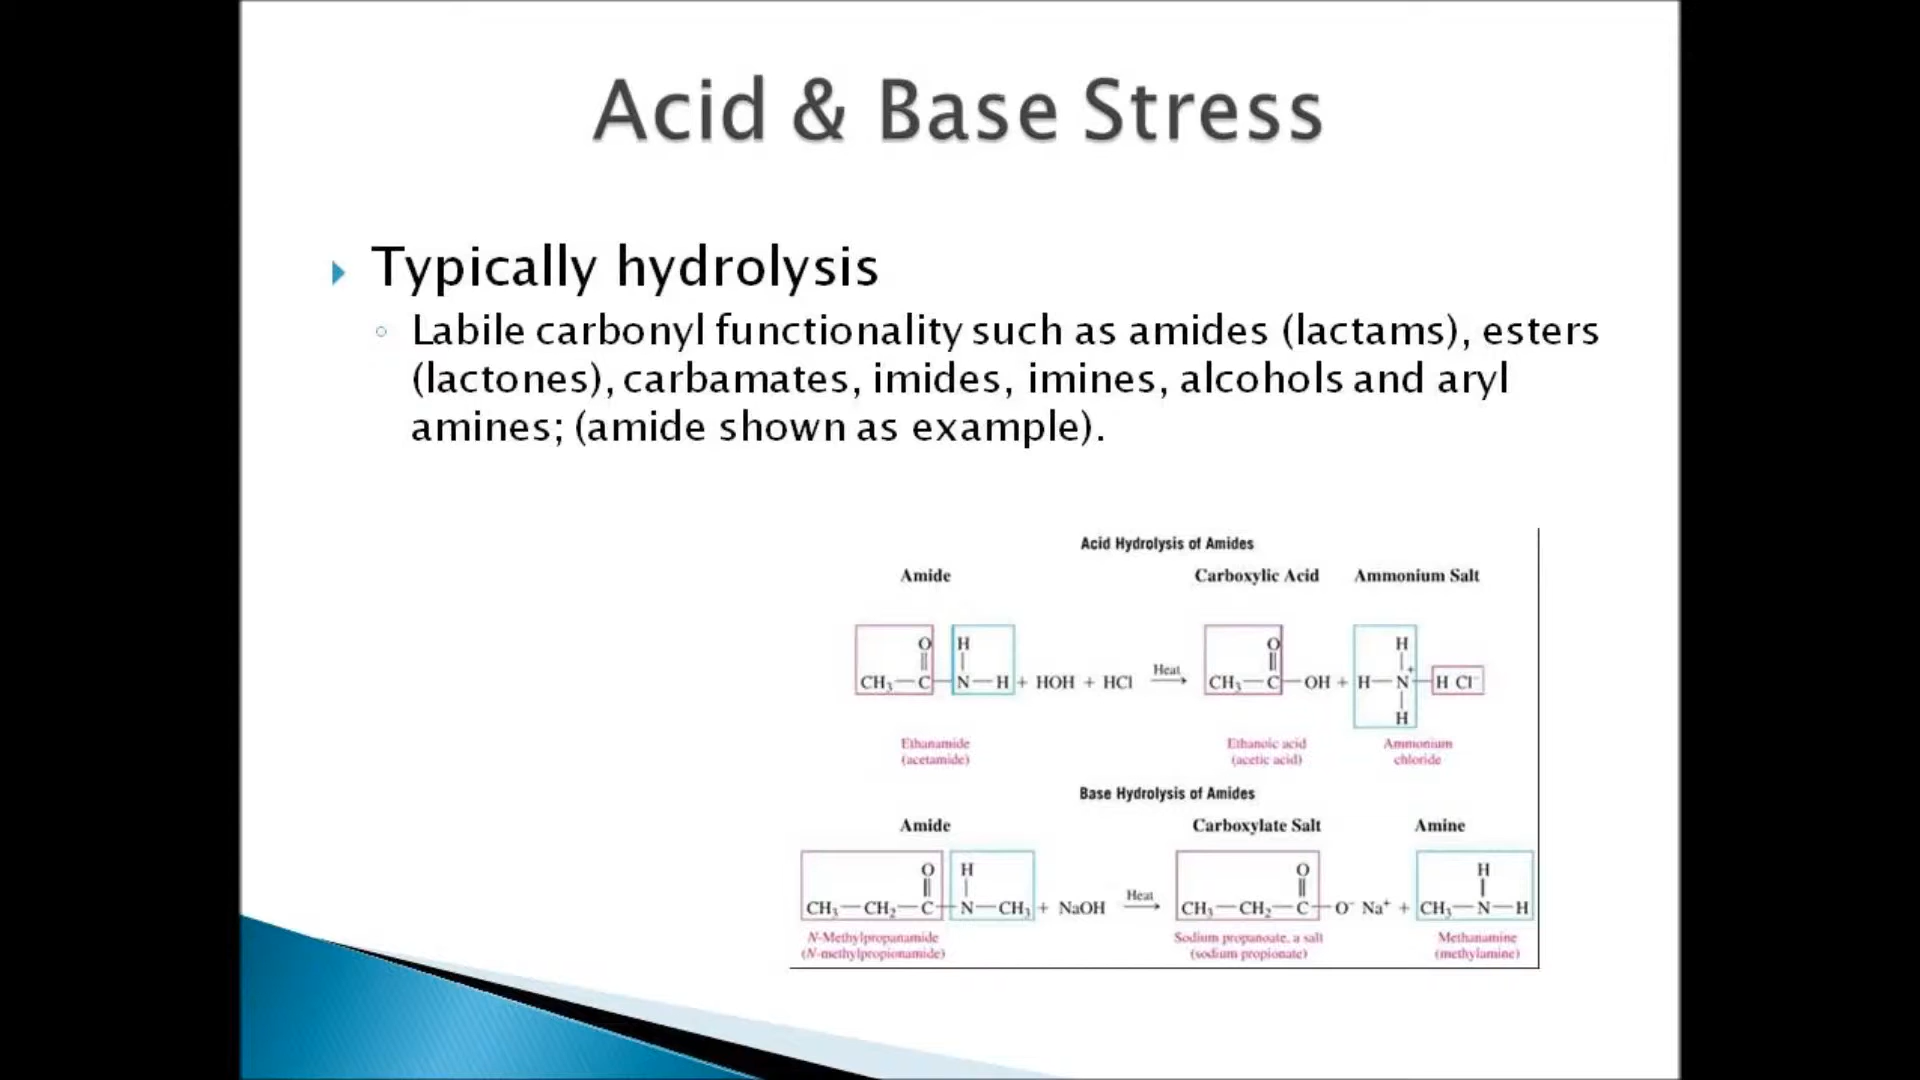 Acid & Base Stress
Typically hydrolysis
Labile carbonyl functionality such as amides (lactams), esters
(lactones), carbamates, imides, imines, alcohols and aryl
amines; (amide shown as example).
Acid Hydrolysis of Amides
Amide Carboxylic Acid Ammonium Salt
O H O H
CH₃—C—N—H + HOH + HCl Heat → CH₃—C—OH + H—N⁺—H Cl⁻
H
Ethanamide Ethanoic acid Ammonium
(acetamide) (acetic acid) chloride
Base Hydrolysis of Amides
Amide Carboxylate Salt Amine
O H O H
CH₃—CH₂—C—N—CH₃ + NaOH Heat → CH₃—CH₂—C—O⁻ Na⁺ + CH₃—N—H
N-Methylpropanamide Sodium propanoate, a salt Methanamine
(N-methylpropionamide) (sodium propionate) (methylamine)